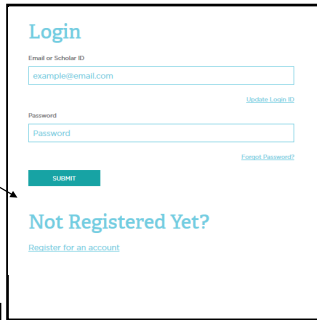 Login
Email or Scholar ID
example@email.com
Update Login ID
Password
Password
Forgot Password?
SUBMIT
Not Registered Yet?
Register for an account